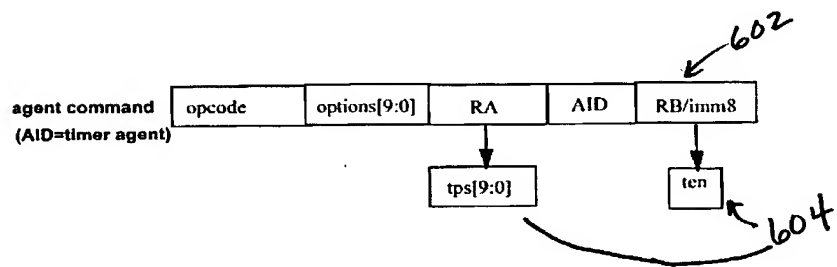 602
agent command opcode options[9:0] RA AID RB/imm8
(AID=timer agent)
tps[9:0] ten
604